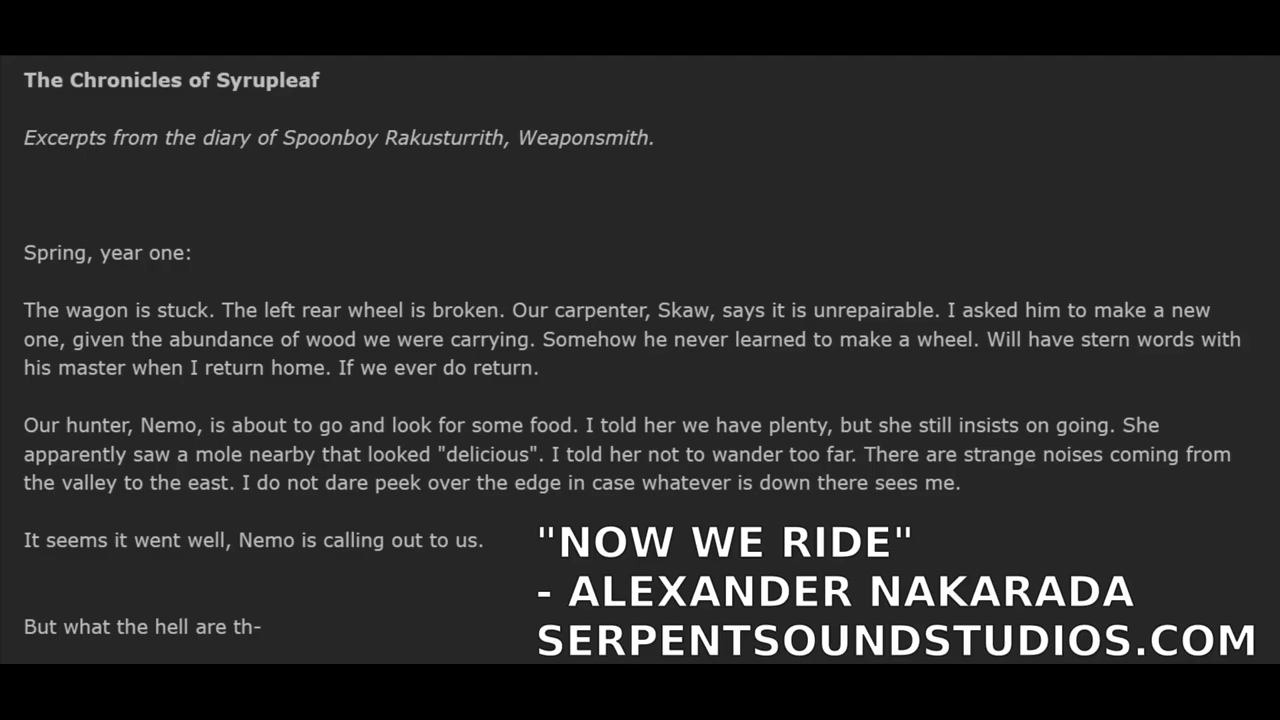 The Chronicles of Syrupleaf
Excerpts from the diary of Spoonboy Rakusturrith, Weaponsmith.
Spring, year one:
The wagon is stuck. The left rear wheel is broken. Our carpenter, Skaw, says it is unrepairable. I asked him to make a new
one, given the abundance of wood we were carrying. Somehow he never learned to make a wheel. Will have stern words with
his master when I return home. If we ever do return.
Our hunter, Nemo, is about to go and look for some food. I told her we have plenty, but she still insists on going. She
apparently saw a mole nearby that looked "delicious". I told her not to wander too far. There are strange noises coming from
the valley to the east. I do not dare peek over the edge in case whatever is down there sees me.
It seems it went well, Nemo is calling out to us.
But what the hell are th-
"NOW WE RIDE"
- ALEXANDER NAKARADA
SERPENTSOUNDSTUDIOS.COM